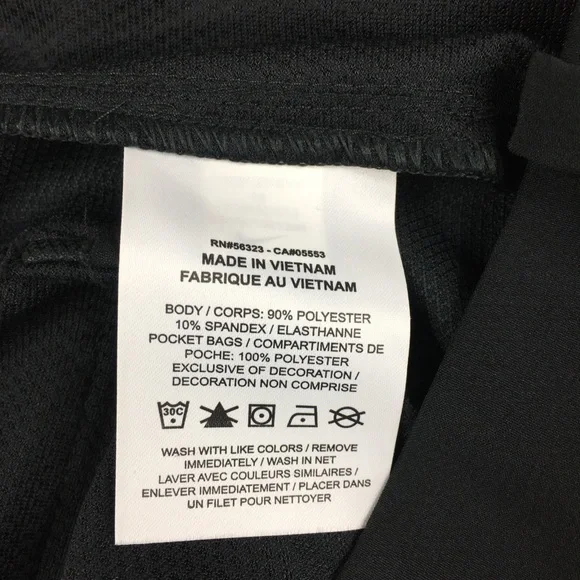 RN#56323 - CA#05553
MADE IN VIETNAM
FABRIQUE AU VIETNAM
BODY / CORPS: 90% POLYESTER
10% SPANDEX / ELASTHANNE
POCKET BAGS / COMPARTIMENTS DE
POCHE: 100% POLYESTER
EXCLUSIVE OF DECORATION /
DECORATION NON COMPRISE
30C
WASH WITH LIKE COLORS / REMOVE
IMMEDIATELY / WASH IN NET
LAVER AVEC COULEURS SIMILAIRES /
ENLEVER IMMEDIATEMENT / PLACER DANS
UN FILET POUR NETTOYER